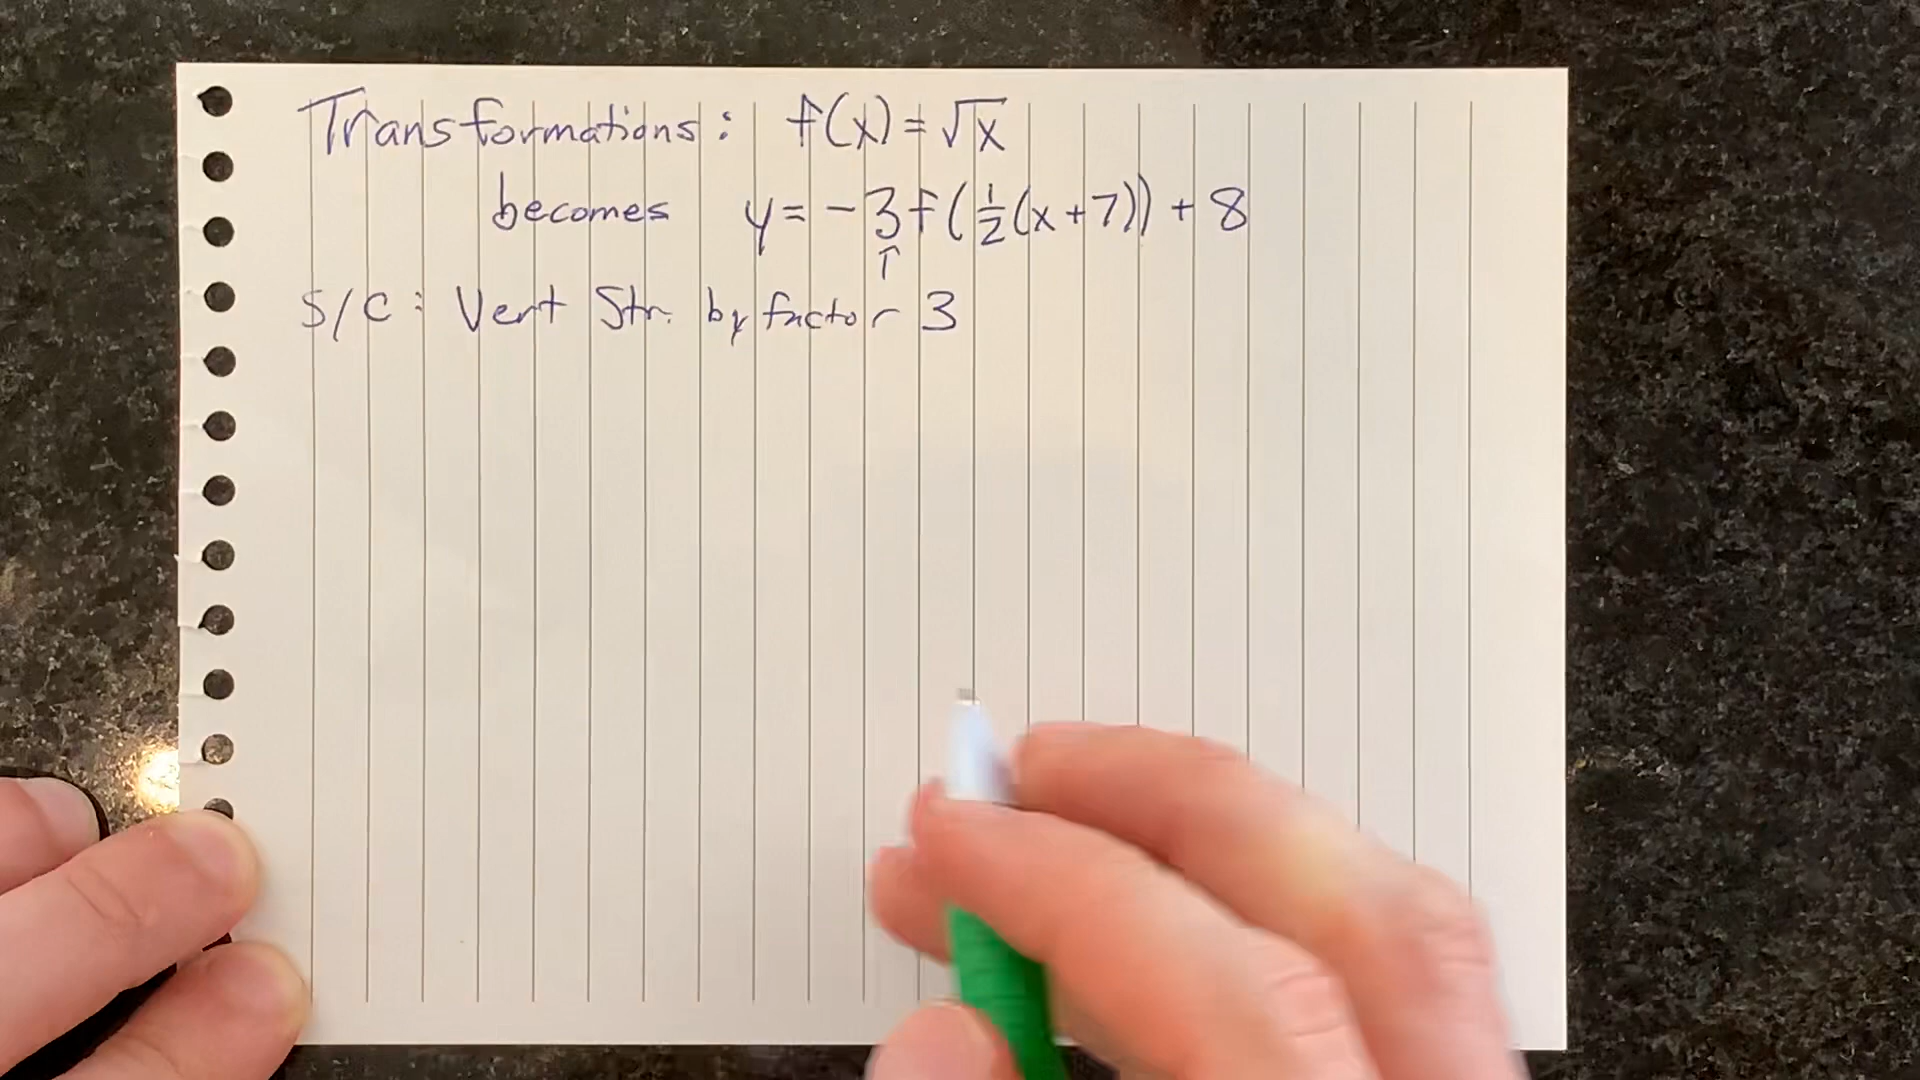 Transformations: f(x) = √x
becomes y = -3f(½(x+7)) + 8
↑
S/C: Vert Str. by factor 3